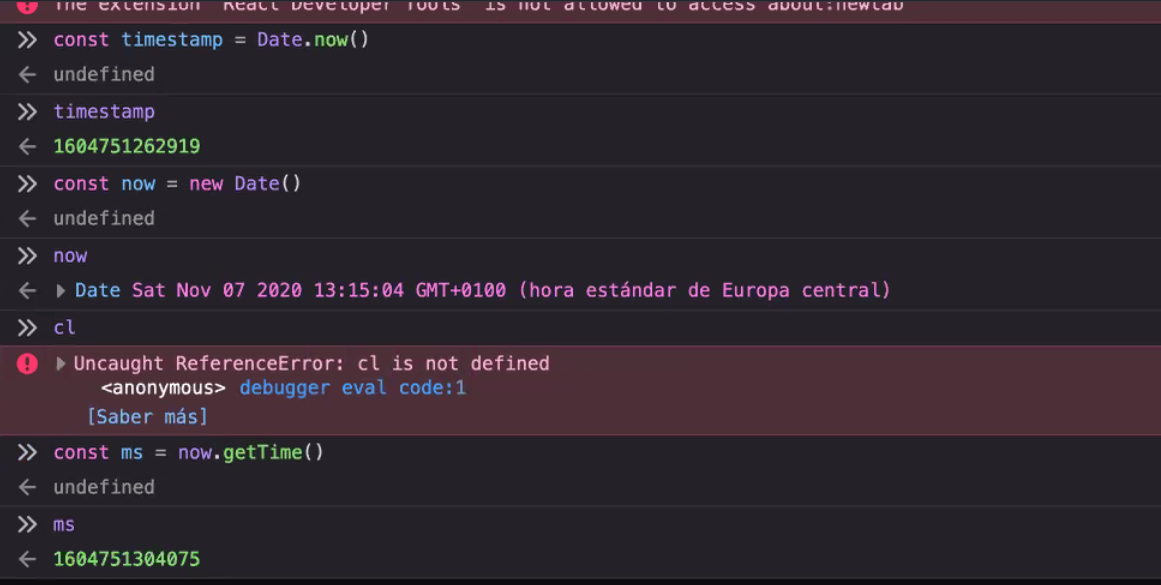 The extension "React Developer Tools" is not allowed to access about:newtab
const timestamp = Date.now()
undefined
timestamp
1604751262919
const now = new Date()
undefined
now
Date Sat Nov 07 2020 13:15:04 GMT+0100 (hora estándar de Europa central)
cl
Uncaught ReferenceError: cl is not defined
<anonymous> debugger eval code:1
[Saber más]
const ms = now.getTime()
undefined
ms
1604751304075